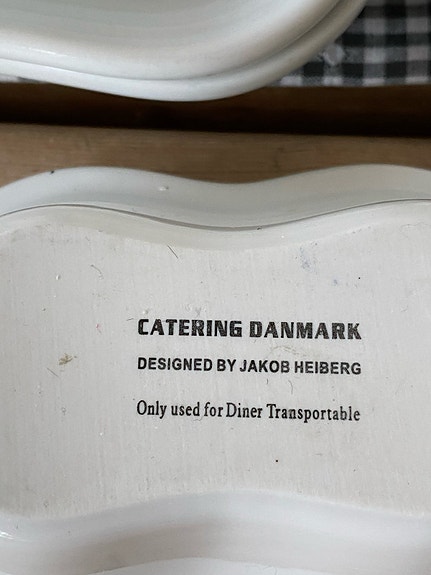 CATERING DANMARK
DESIGNED BY JAKOB HEIBERG
Only used for Diner Transportable